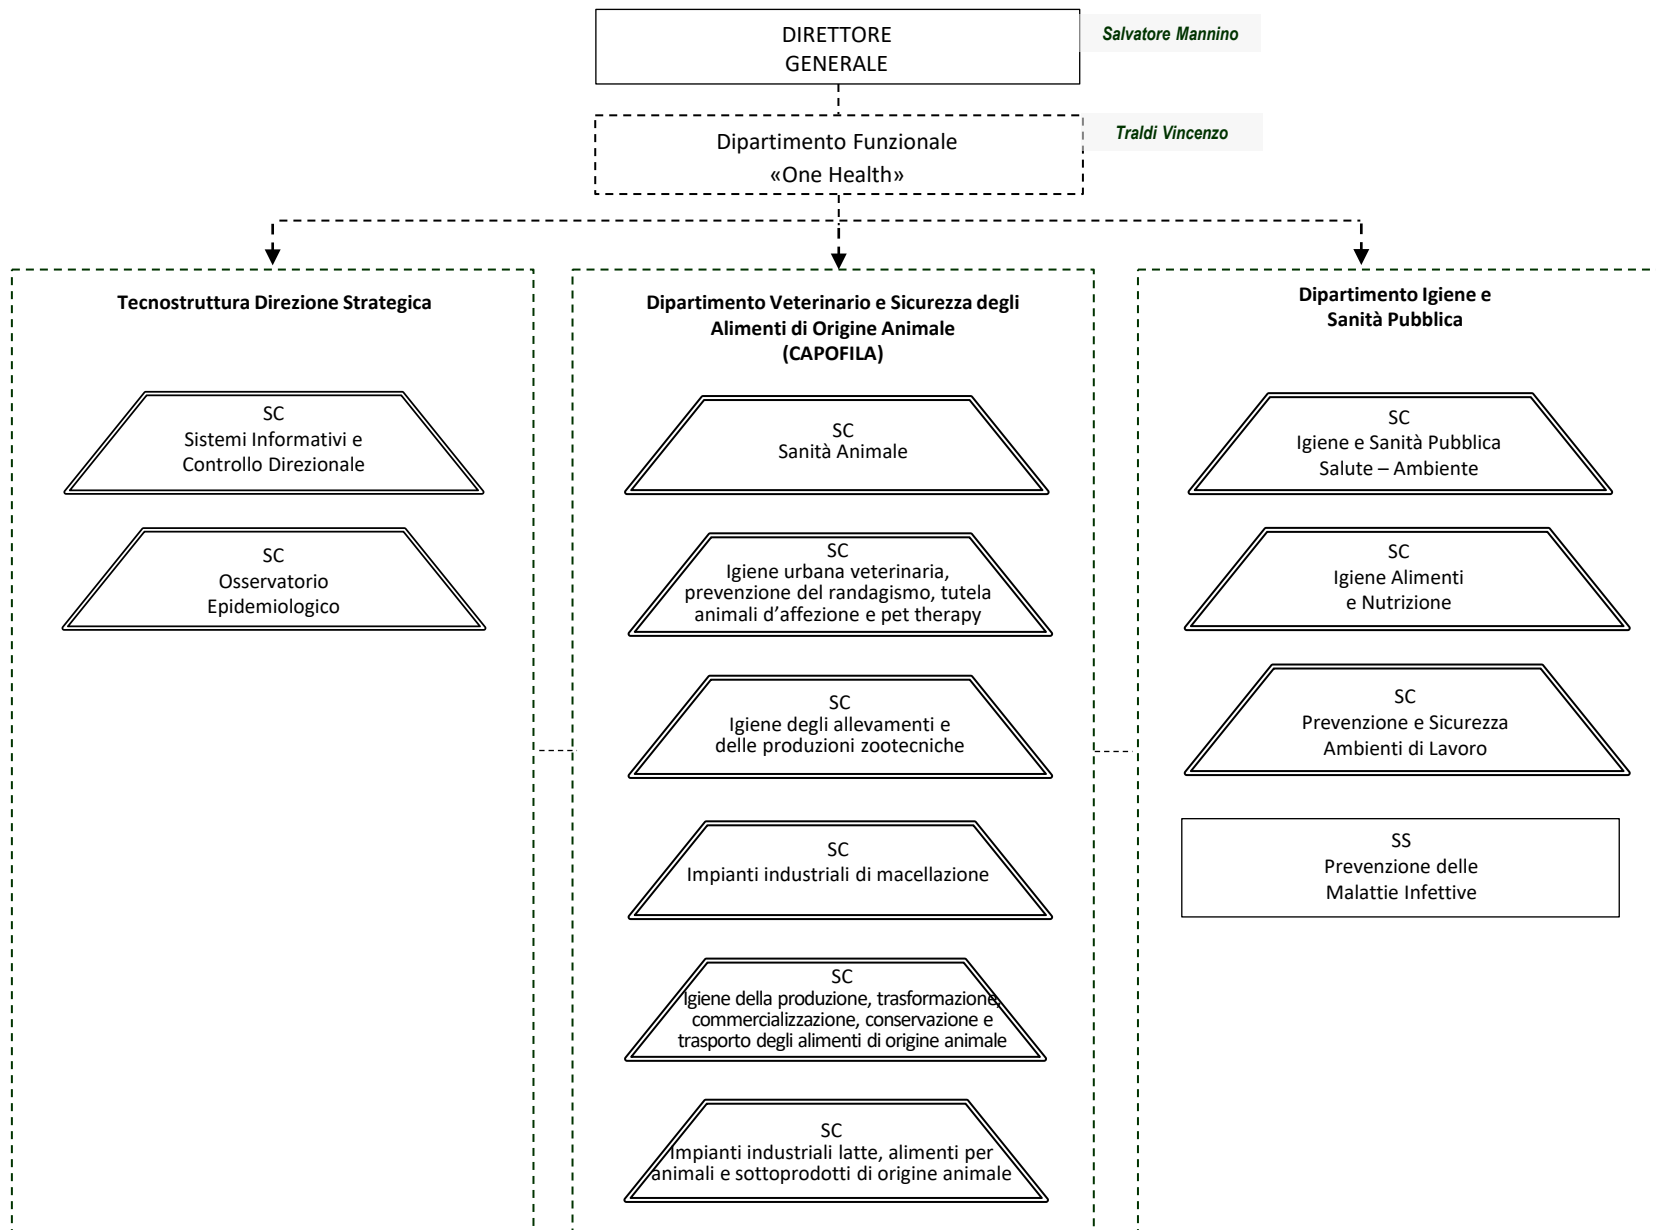 DIRETTORE
GENERALE
Salvatore Mannino
Dipartimento Funzionale
«One Health»
Traldi Vincenzo
Tecnostruttura Direzione Strategica
SC
Sistemi Informativi e
Controllo Direzionale
SC
Osservatorio
Epidemiologico
Dipartimento Veterinario e Sicurezza degli
Alimenti di Origine Animale
(CAPOFILA)
SC
Sanità Animale
SC
Igiene urbana veterinaria,
prevenzione del randagismo, tutela
animali d’affezione e pet therapy
SC
Igiene degli allevamenti e
delle produzioni zootecniche
SC
Impianti industriali di macellazione
SC
Igiene della produzione, trasformazione,
commercializzazione, conservazione e
trasporto degli alimenti di origine animale
SC
Impianti industriali latte, alimenti per
animali e sottoprodotti di origine animale
Dipartimento Igiene e
Sanità Pubblica
SC
Igiene e Sanità Pubblica
Salute – Ambiente
SC
Igiene Alimenti
e Nutrizione
SC
Prevenzione e Sicurezza
Ambienti di Lavoro
SS
Prevenzione delle
Malattie Infettive